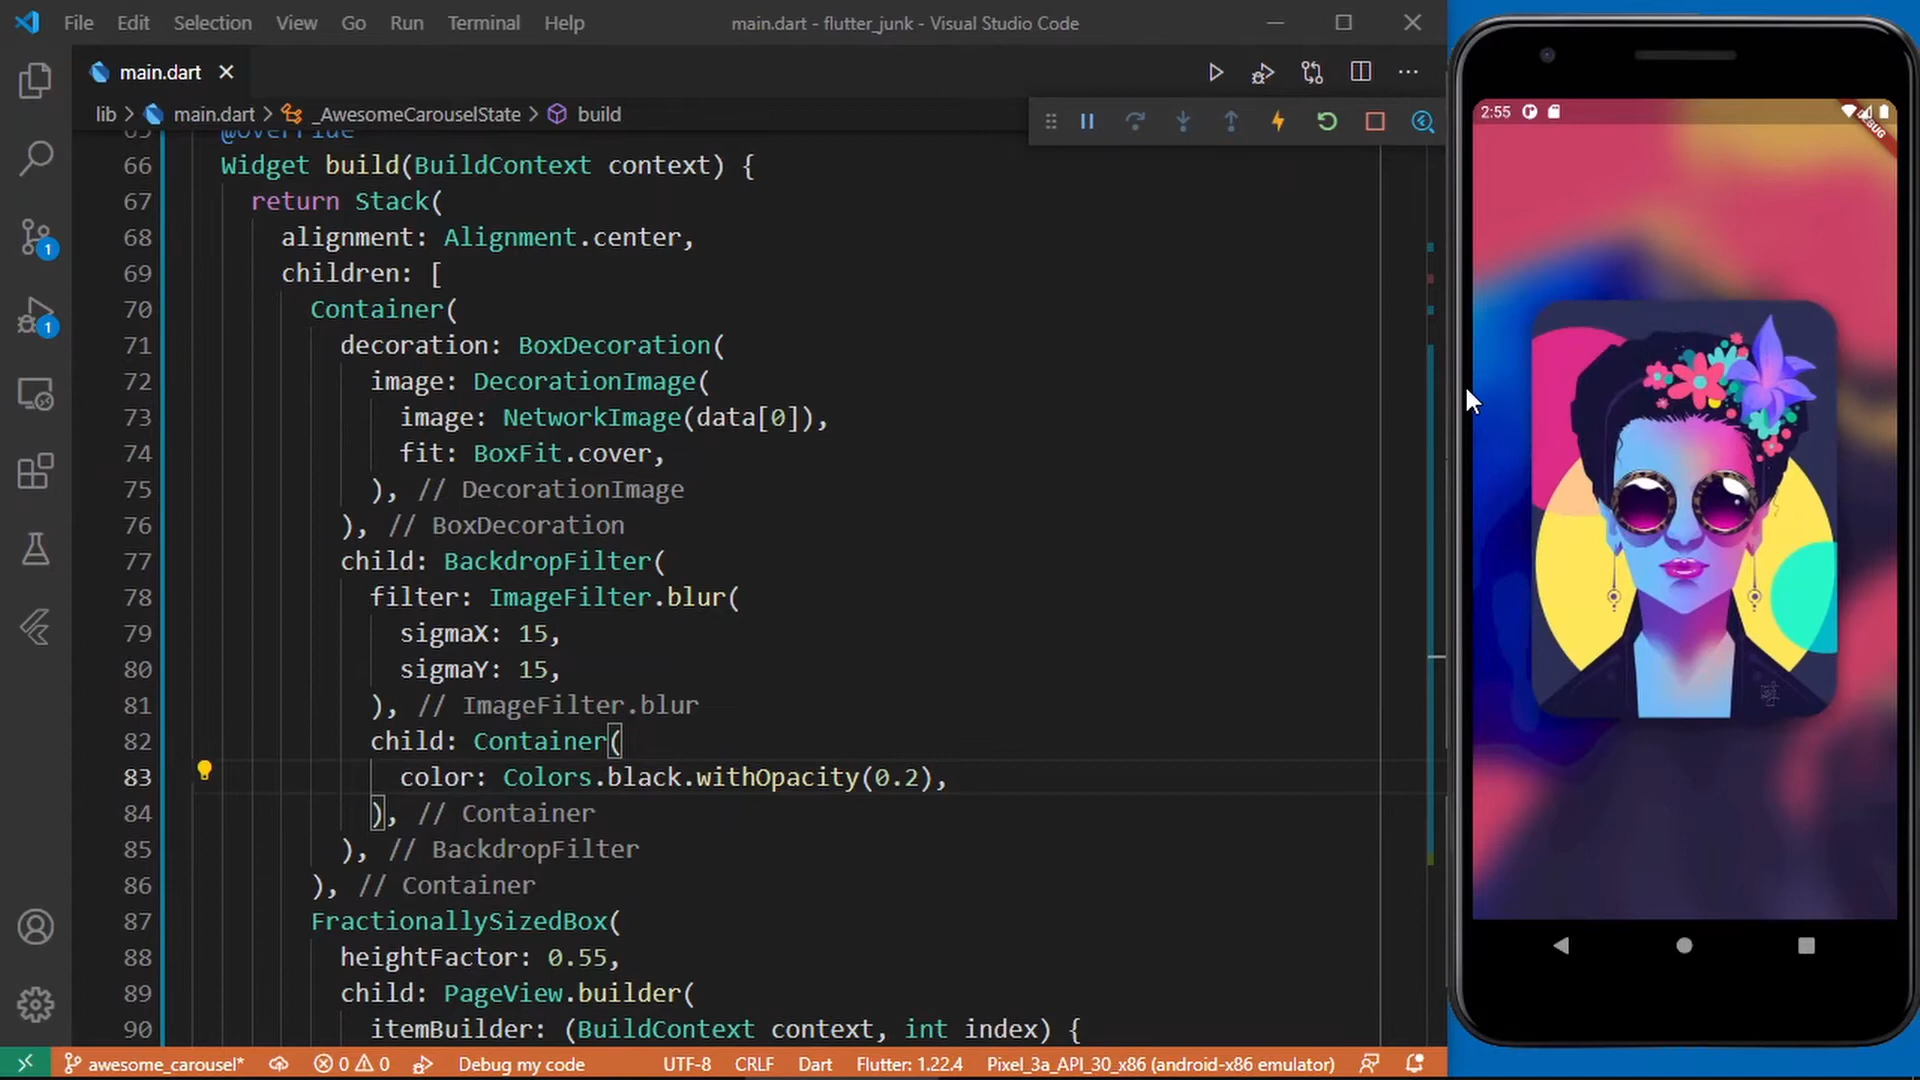 File Edit Selection View Go Run Terminal Help
main.dart - flutter_junk - Visual Studio Code
main.dart
lib > main.dart > _AwesomeCarouselState > build
65 @override
66 Widget build(BuildContext context) {
67 return Stack(
68 alignment: Alignment.center,
69 children: [
70 Container(
71 decoration: BoxDecoration(
72 image: DecorationImage(
73 image: NetworkImage(data[0]),
74 fit: BoxFit.cover,
75 ), // DecorationImage
76 ), // BoxDecoration
77 child: BackdropFilter(
78 filter: ImageFilter.blur(
79 sigmaX: 15,
80 sigmaY: 15,
81 ), // ImageFilter.blur
82 child: Container(
83 color: Colors.black.withOpacity(0.2),
84 ), // Container
85 ), // BackdropFilter
86 ), // Container
87 FractionallySizedBox(
88 heightFactor: 0.55,
89 child: PageView.builder(
90 itemBuilder: (BuildContext context, int index) {
1
1
awesome_carousel* 0 0 Debug my code UTF-8 CRLF Dart Flutter: 1.22.4 Pixel_3a_API_30_x86 (android-x86 emulator)
2:55
DEBUG